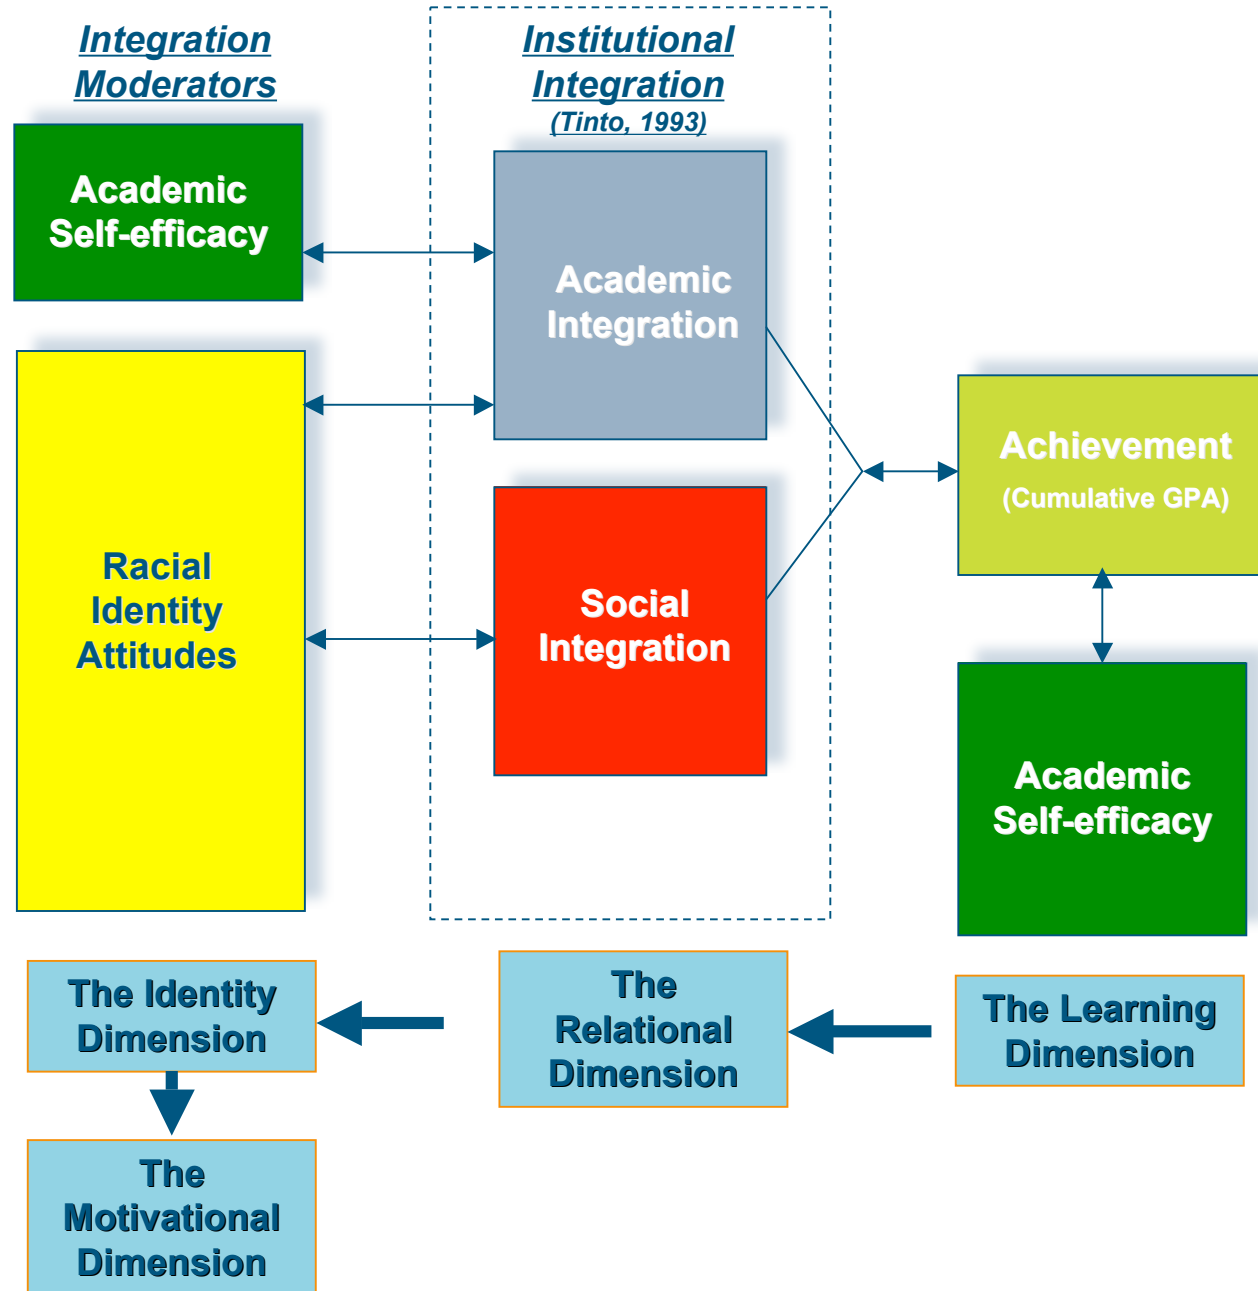 Integration
Moderators
Institutional
Integration
(Tinto, 1993)
Academic
Self-efficacy
Academic
Integration
Racial
Identity
Attitudes
Social
Integration
Achievement
(Cumulative GPA)
Academic
Self-efficacy
The Identity
Dimension
The
Relational
Dimension
The Learning
Dimension
The
Motivational
Dimension